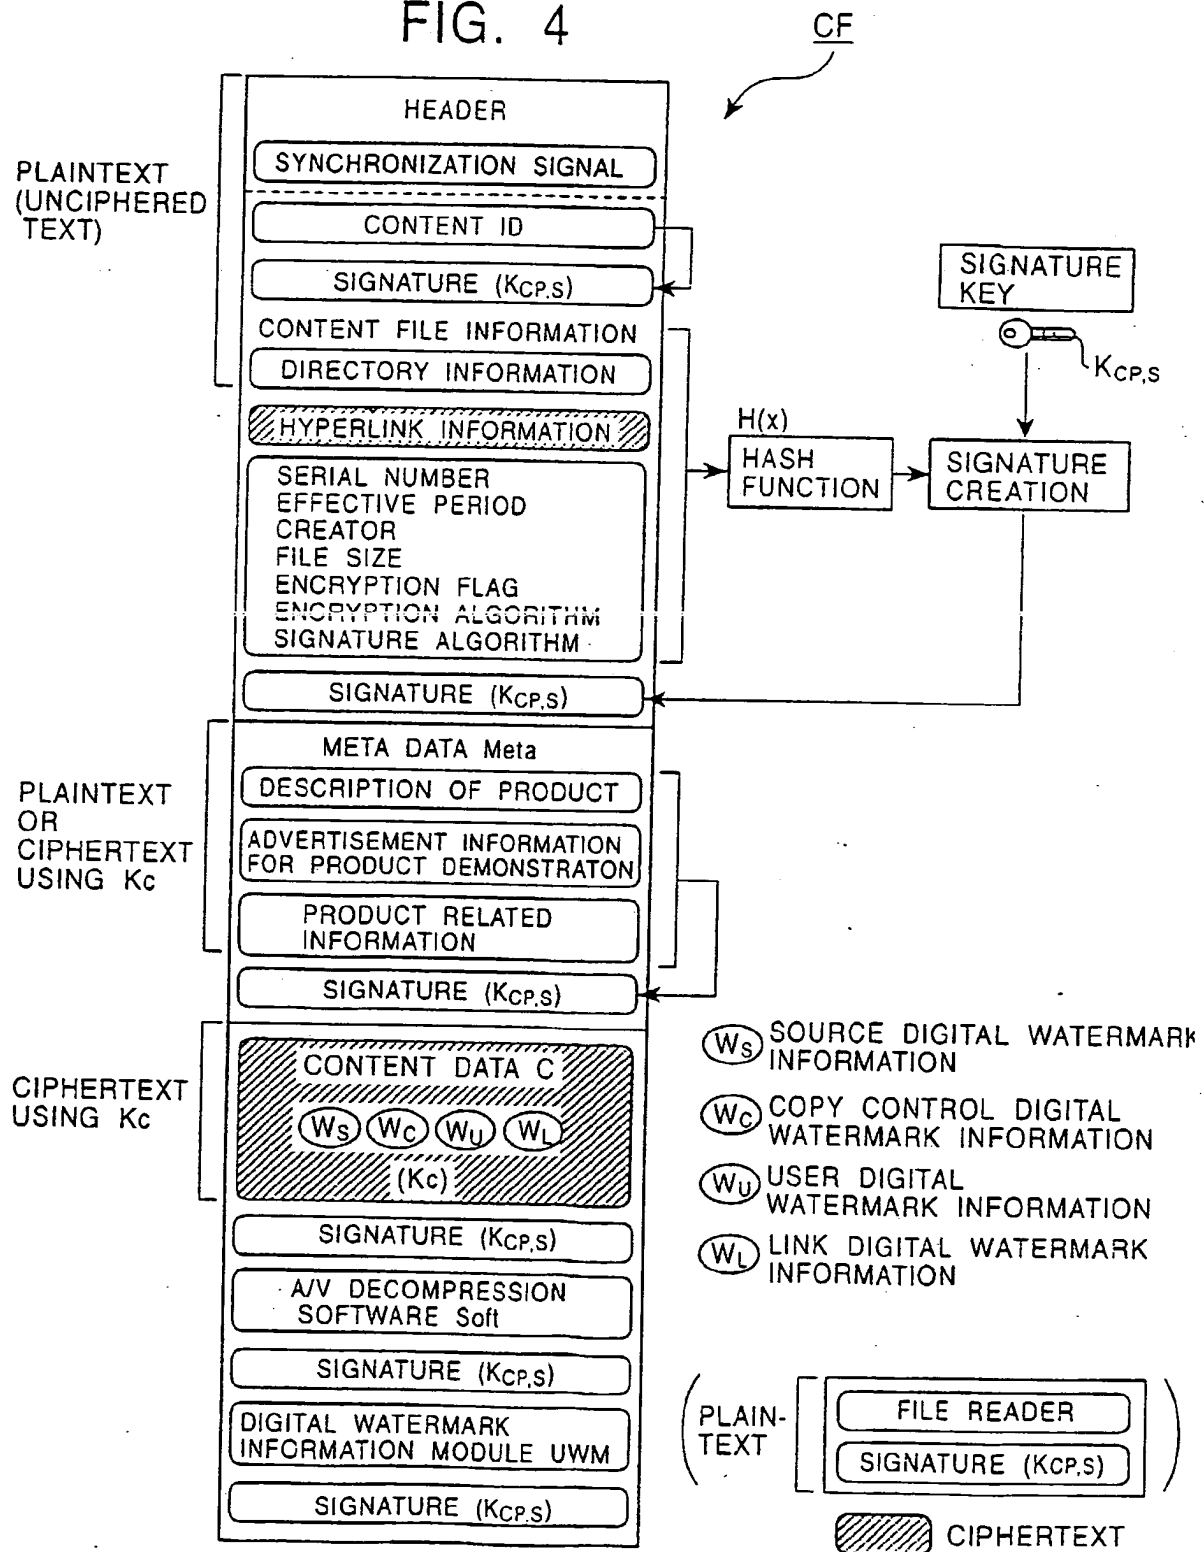 FIG. 4
CF
HEADER
SYNCHRONIZATION SIGNAL
PLAINTEXT
(UNCIPHERED
TEXT)
CONTENT ID
SIGNATURE (KCP,S)
CONTENT FILE INFORMATION
DIRECTORY INFORMATION
HYPERLINK INFORMATION
SERIAL NUMBER
EFFECTIVE PERIOD
CREATOR
FILE SIZE
ENCRYPTION FLAG
ENCRYPTION ALGORITHM
SIGNATURE ALGORITHM
SIGNATURE (KCP,S)
SIGNATURE
KEY
KCP,S
H(x)
HASH
FUNCTION
SIGNATURE
CREATION
PLAINTEXT
OR
CIPHERTEXT
USING Kc
META DATA Meta
DESCRIPTION OF PRODUCT
ADVERTISEMENT INFORMATION
FOR PRODUCT DEMONSTRATON
PRODUCT RELATED
INFORMATION
SIGNATURE (KCP,S)
CIPHERTEXT
USING Kc
CONTENT DATA C
WS WC WU WL
(Kc)
SIGNATURE (KCP,S)
A/V DECOMPRESSION
SOFTWARE Soft
SIGNATURE (KCP,S)
DIGITAL WATERMARK
INFORMATION MODULE UWM
SIGNATURE (KCP,S)
WS SOURCE DIGITAL WATERMARK
INFORMATION
WC COPY CONTROL DIGITAL
WATERMARK INFORMATION
WU USER DIGITAL
WATERMARK INFORMATION
WL LINK DIGITAL WATERMARK
INFORMATION
PLAIN-
TEXT
FILE READER
SIGNATURE (KCP,S)
CIPHERTEXT